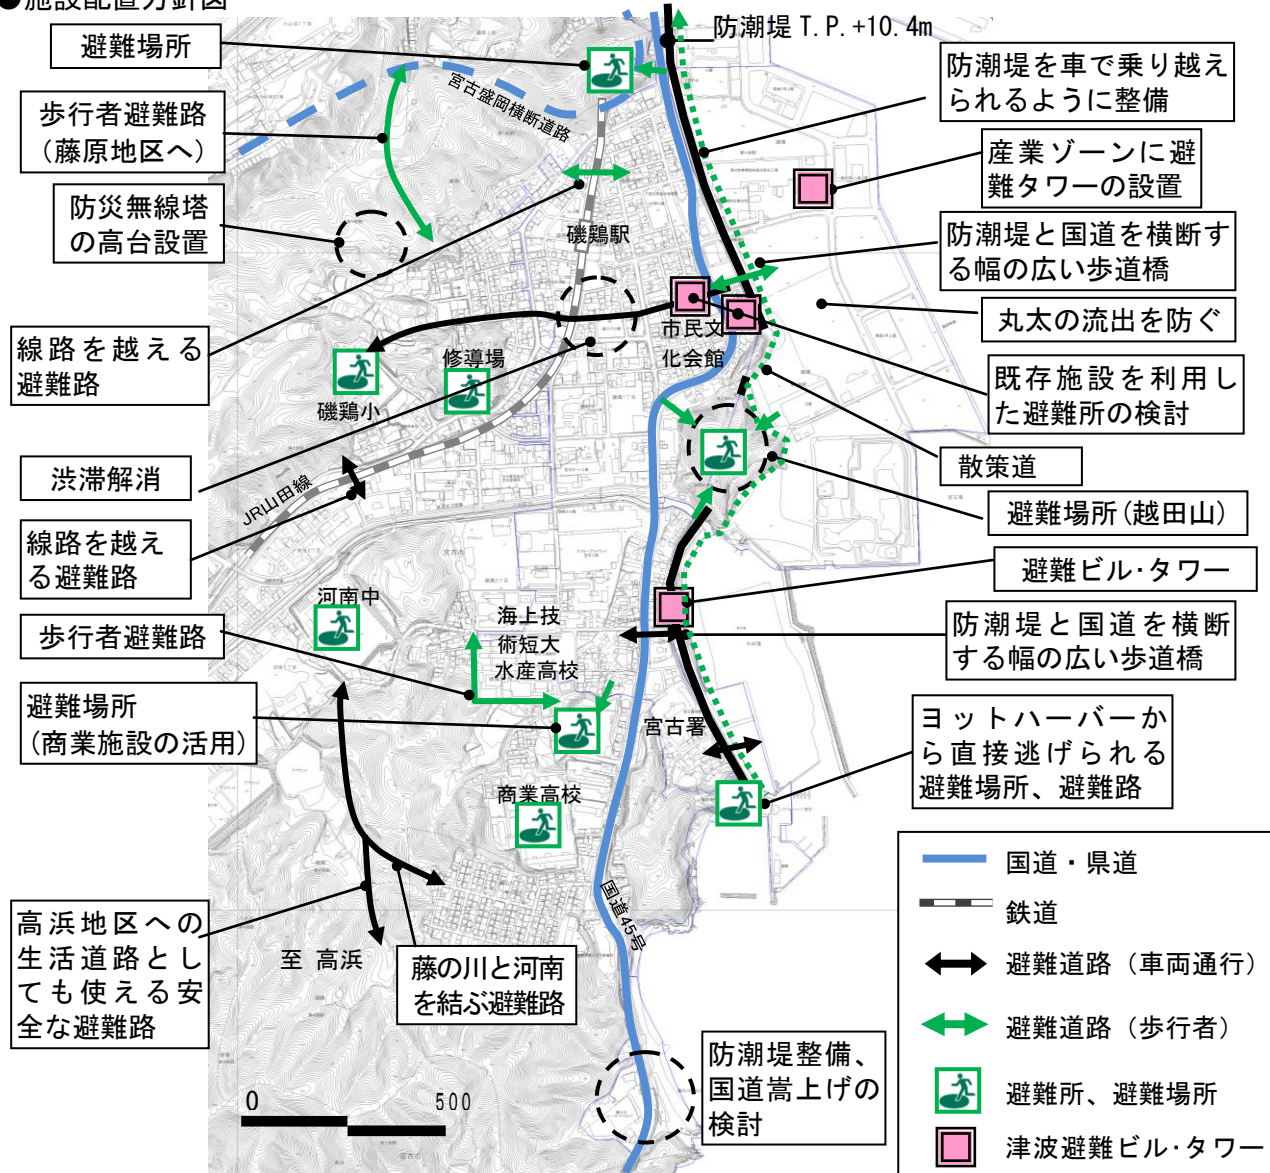 ●施設配置方針図
避難場所
歩行者避難路
(藤原地区へ)
防災無線塔
の高台設置
線路を越える
避難路
渋滞解消
線路を越え
る避難路
歩行者避難路
避難場所
(商業施設の活用)
高浜地区への
生活道路とし
ても使える安
全な避難路
藤の川と河南
を結ぶ避難路
至 高浜
宮古盛岡横断道路
磯鶏駅
修導場
磯鶏小
JR山田線
河南中
海上技
術短大
水産高校
市民文
化会館
宮古署
商業高校
国道45号
防潮堤 T.P.+10.4m
防潮堤を車で乗り越え
られるように整備
産業ゾーンに避
難タワーの設置
防潮堤と国道を横断す
る幅の広い歩道橋
丸太の流出を防ぐ
既存施設を利用し
た避難所の検討
散策道
避難場所(越田山)
避難ビル・タワー
防潮堤と国道を横断
する幅の広い歩道橋
ヨットハーバーか
ら直接逃げられる
避難場所、避難路
防潮堤整備、
国道嵩上げの
検討
0 500
国道・県道
鉄道
避難道路（車両通行）
避難道路（歩行者）
避難所、避難場所
津波避難ビル・タワー